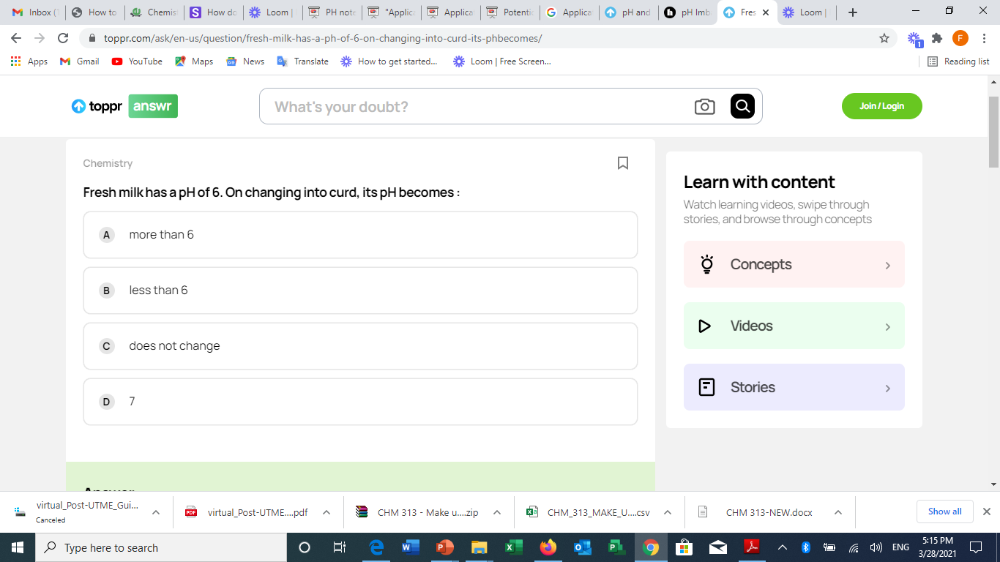 Inbox (1
How to
Chemis
How do
Loom |
PH note
"Applica
Applica
Potentio
Applica
pH and
pH Imb
Fres
Loom |
toppr.com/ask/en-us/question/fresh-milk-has-a-ph-of-6-on-changing-into-curd-its-phbecomes/
F
1
Apps
Gmail
YouTube
Maps
News
Translate
How to get started...
Loom | Free Screen...
Reading list
toppr answr
What's your doubt?
Join / Login
Chemistry
Fresh milk has a pH of 6. On changing into curd, its pH becomes :
A more than 6
B less than 6
C does not change
D 7
Learn with content
Watch learning videos, swipe through
stories, and browse through concepts
Concepts
Videos
Stories
Answer
virtual_Post-UTME_Gui...
Canceled
virtual_Post-UTME....pdf
CHM 313 - Make u....zip
CHM_313_MAKE_U....csv
CHM 313-NEW.docx
Show all
Type here to search
ENG
5:15 PM
3/28/2021